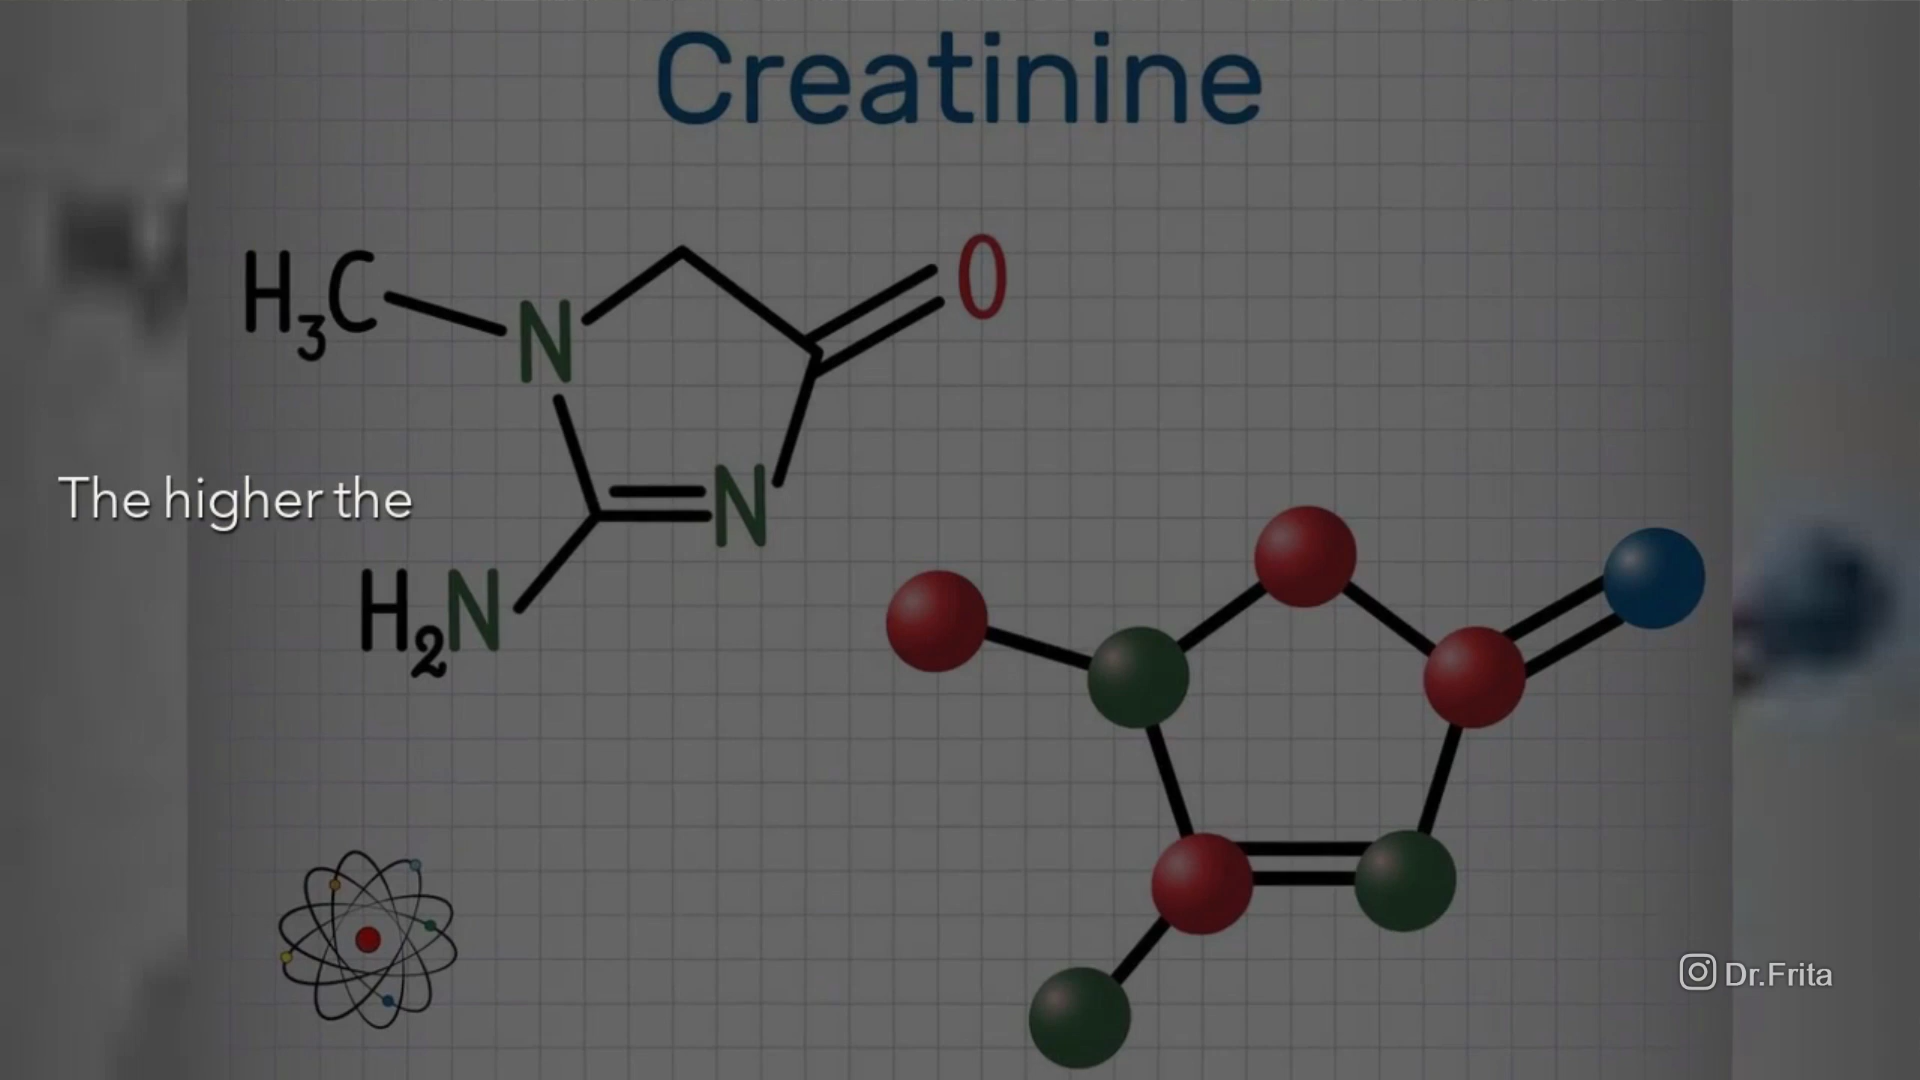 Creatinine
H₃C
N
O
The higher the
N
H₂N
Dr.Frita